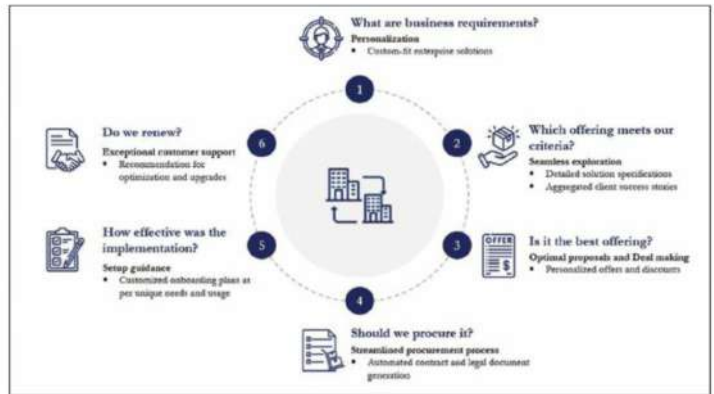 What are business requirements?
Personalization
▪ Custom-fit enterprise solutions
1
2
Which offering meets our
criteria?
Seamless exploration
▪ Detailed solution specifications
▪ Aggregated client success stories
3
OFFER
$
Is it the best offering?
Optimal proposals and Deal making
▪ Personalized offers and discounts
4
Should we procure it?
Streamlined procurement process
▪ Automated contract and legal document
generation
5
How effective was the
implementation?
Setup guidance
▪ Customized onboarding plans as
per unique needs and usage
6
Do we renew?
Exceptional customer support
▪ Recommendation for
optimization and upgrades